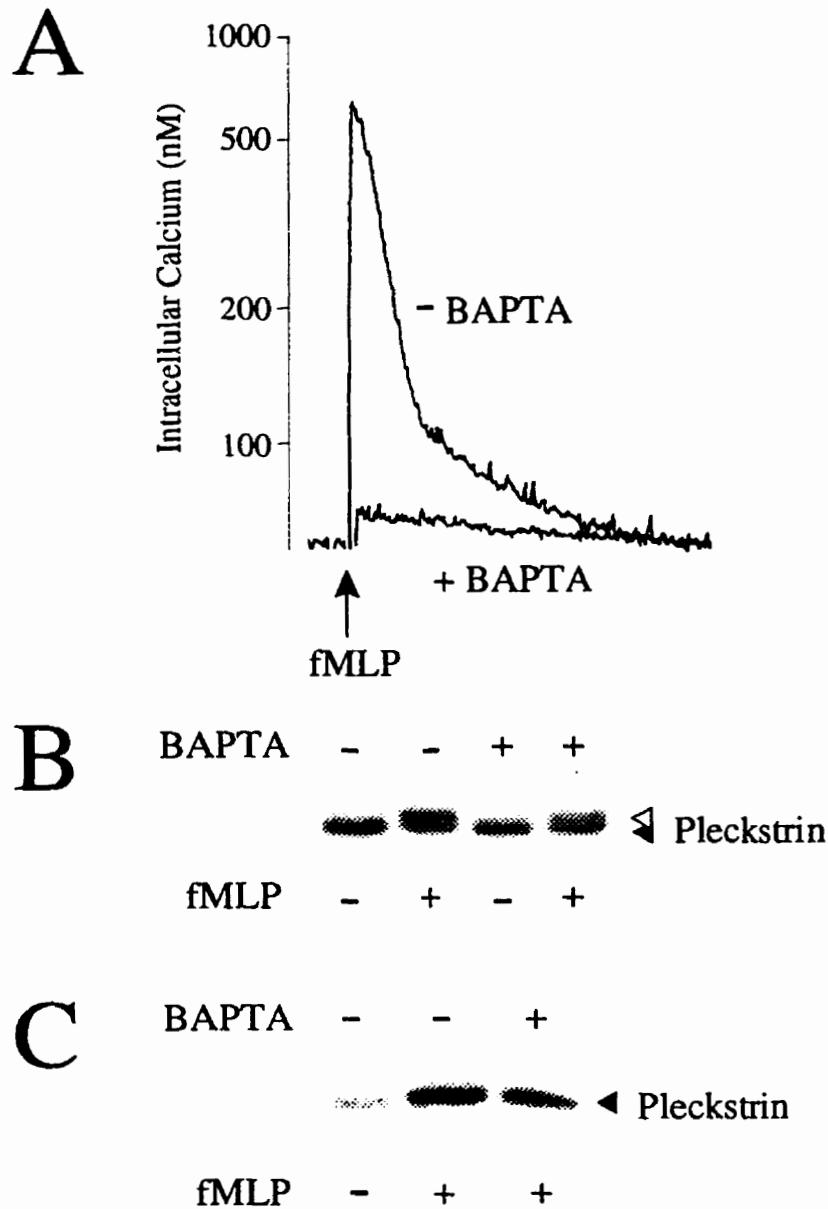 A
1000
500
200
100
Intracellular Calcium (nM)
- BAPTA
+ BAPTA
fMLP
B
BAPTA - - + +
Pleckstrin
fMLP - + - +
C
BAPTA - - +
Pleckstrin
fMLP - + +